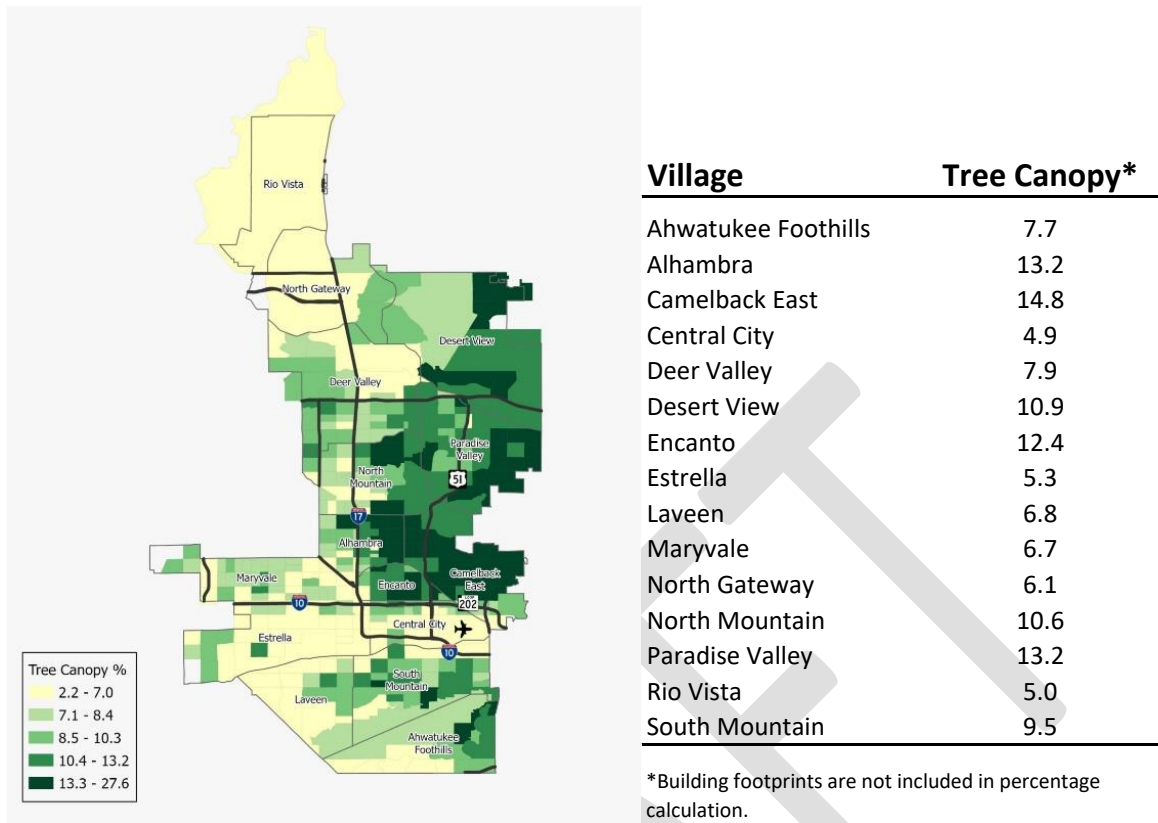 Rio Vista
North Gateway
Desert View
Deer Valley
Paradise
Valley
51
North
Mountain
17
Alhambra
Maryvale
Encanto
Camelback
East
10
202
Central City
Estrella
10
South
Mountain
Laveen
Ahwatukee
Foothills
Tree Canopy %
2.2 - 7.0
7.1 - 8.4
8.5 - 10.3
10.4 - 13.2
13.3 - 27.6
Village Tree Canopy*
Ahwatukee Foothills 7.7
Alhambra 13.2
Camelback East 14.8
Central City 4.9
Deer Valley 7.9
Desert View 10.9
Encanto 12.4
Estrella 5.3
Laveen 6.8
Maryvale 6.7
North Gateway 6.1
North Mountain 10.6
Paradise Valley 13.2
Rio Vista 5.0
South Mountain 9.5
*Building footprints are not included in percentage
calculation.